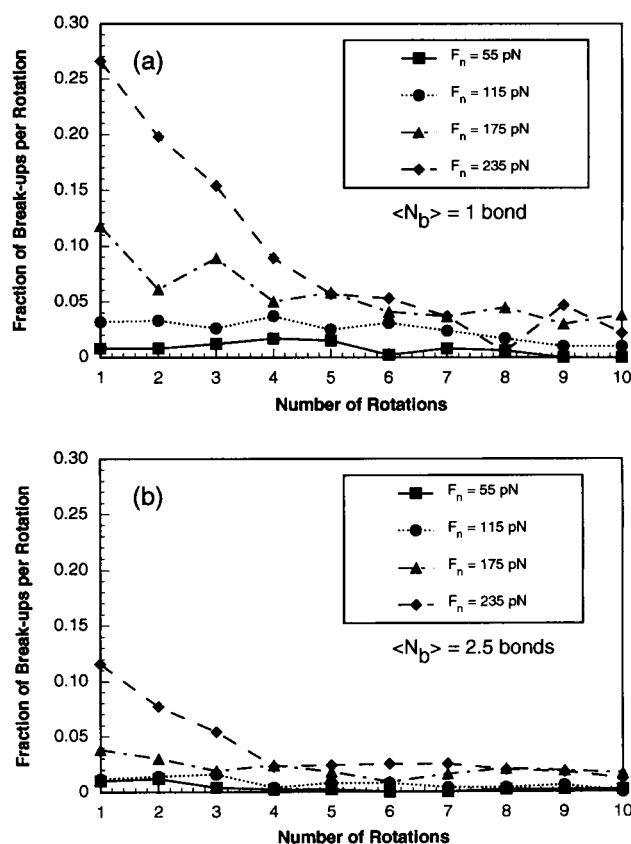 0.30
(a)
F_n = 55 pN
0.25
F_n = 115 pN
0.20
F_n = 175 pN
F_n = 235 pN
0.15
<N_b> = 1 bond
0.10
0.05
0
Fraction of Break-ups per Rotation
1 2 3 4 5 6 7 8 9 10
Number of Rotations
0.30
(b)
F_n = 55 pN
0.25
F_n = 115 pN
0.20
F_n = 175 pN
F_n = 235 pN
0.15
<N_b> = 2.5 bonds
0.10
0.05
0
Fraction of Break-ups per Rotation
1 2 3 4 5 6 7 8 9 10
Number of Rotations